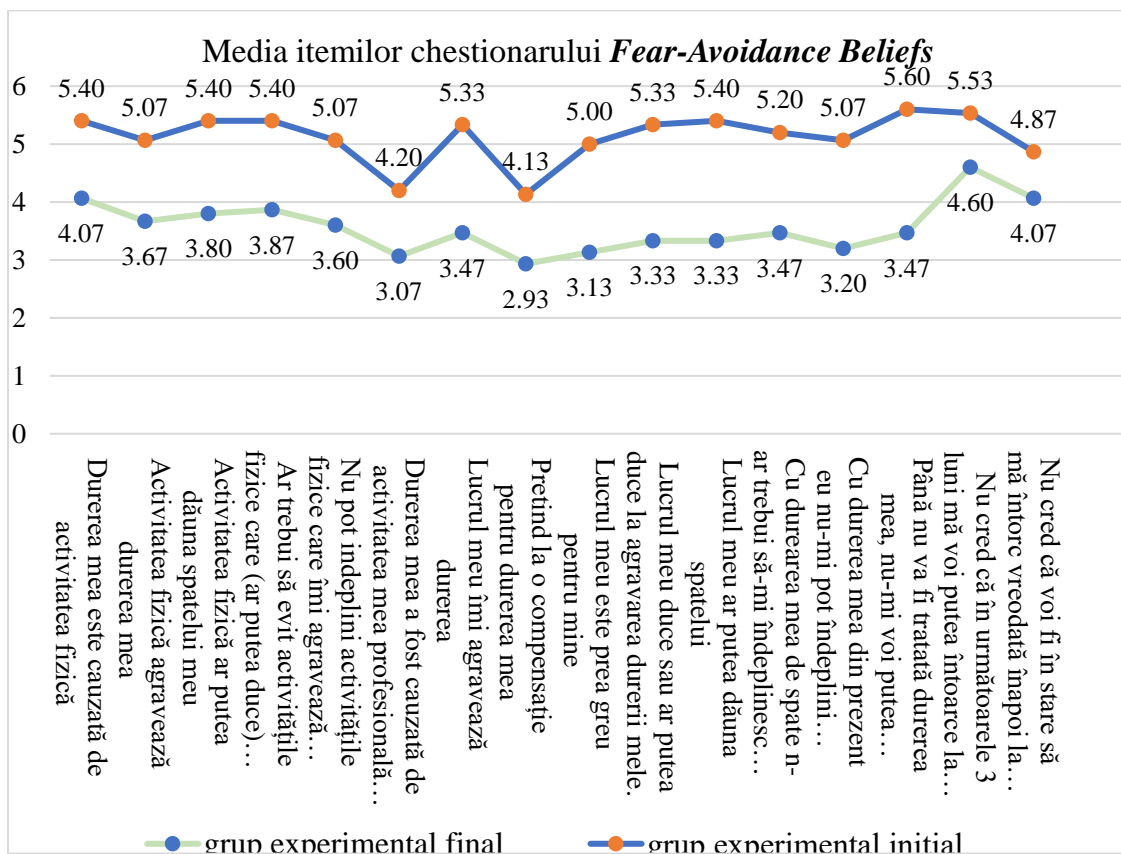 Media itemilor chestionarului Fear-Avoidance Beliefs
6
5
4
3
2
1
0
5.40
5.07
5.40
5.40
5.07
4.20
5.33
4.13
5.00
5.33
5.40
5.20
5.07
5.60
5.53
4.87
4.07
3.67
3.80
3.87
3.60
3.07
3.47
2.93
3.13
3.33
3.33
3.47
3.20
3.47
4.60
4.07
Durerea mea este cauzată de
activitatea fizică
Activitatea fizică agravează
durerea mea
Activitatea fizică ar putea
dăuna spatelui meu
Ar trebui să evit activitățile
fizice care (ar putea duce)…
Nu pot indeplini activitățile
fizice care îmi agravează…
Durerea mea a fost cauzată de
activitatea mea profesională…
Lucrul meu îmi agravează
durerea
Pretind la o compensație
pentru durerea mea
Lucrul meu este prea greu
pentru mine
Lucrul meu duce sau ar putea
duce la agravarea durerii mele.
Lucrul meu ar putea dăuna
spatelui
Cu durearea mea de spate n-
ar trebui să-mi îndeplinesc…
Cu durerea mea din prezent
eu nu-mi pot îndeplini…
Până nu va fi tratată durerea
mea, nu-mi voi putea…
Nu cred că în următoarele 3
luni mă voi putea întoarce la…
Nu cred că voi fi în stare să
mă întorc vreodată înapoi la…
grup experimental final
grup experimental initial